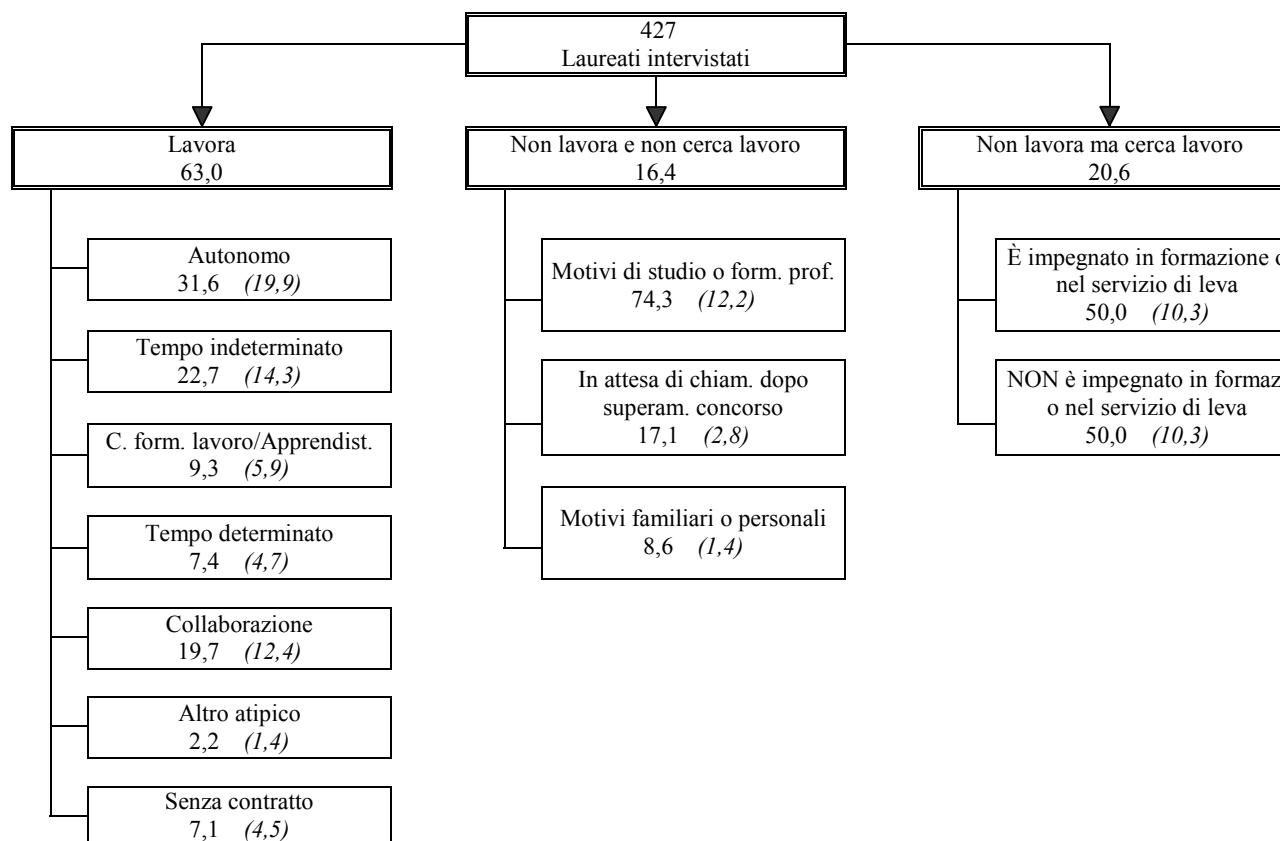 427
Laureati intervistati
Lavora
63,0
Autonomo
31,6 (19,9)
Tempo indeterminato
22,7 (14,3)
C. form. lavoro/Apprendist.
9,3 (5,9)
Tempo determinato
7,4 (4,7)
Collaborazione
19,7 (12,4)
Altro atipico
2,2 (1,4)
Senza contratto
7,1 (4,5)
Non lavora e non cerca lavoro
16,4
Motivi di studio o form. prof.
74,3 (12,2)
In attesa di chiam. dopo
superam. concorso
17,1 (2,8)
Motivi familiari o personali
8,6 (1,4)
Non lavora ma cerca lavoro
20,6
È impegnato in formazione o
nel servizio di leva
50,0 (10,3)
NON è impegnato in
o nel servizio di leva
50,0 (10,3)